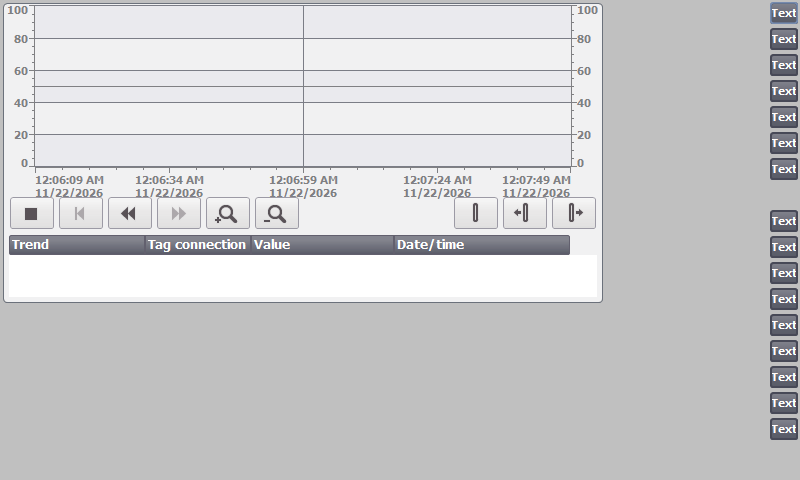 100 100 Text
80 80 Text
60 60 Text
Text
40 40 Text
20 20 Text
0 0 Text
12:06:09 AM 12:06:34 AM 12:06:59 AM 12:07:24 AM 12:07:49 AM
11/22/2026 11/22/2026 11/22/2026 11/22/2026 11/22/2026
Text
Trend Tag connection Value Date/time Text
Text
Text
Text
Text
Text
Text
Text